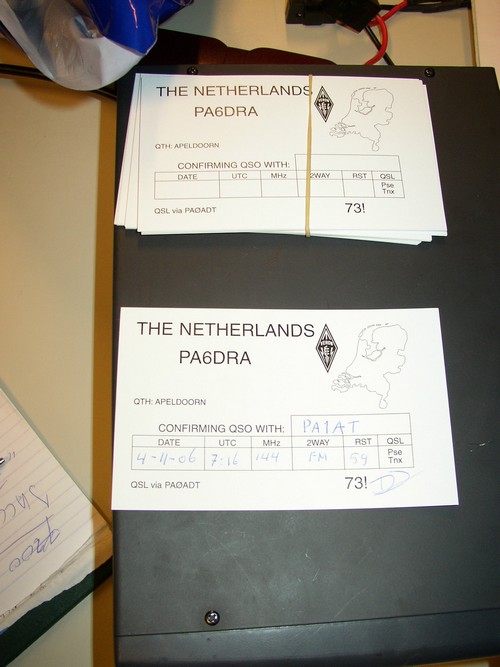 THE NETHERLANDS
PA6DRA
QTH: APELDOORN
CONFIRMING QSO WITH:
DATE UTC MHz 2WAY RST QSL
Pse
Tnx
QSL via PAØADT 73!
THE NETHERLANDS
PA6DRA
QTH: APELDOORN
CONFIRMING QSO WITH: PA1AT
DATE UTC MHz 2WAY RST QSL
4-11-06 7:16 144 FM 59 Pse
Tnx
QSL via PAØADT 73!